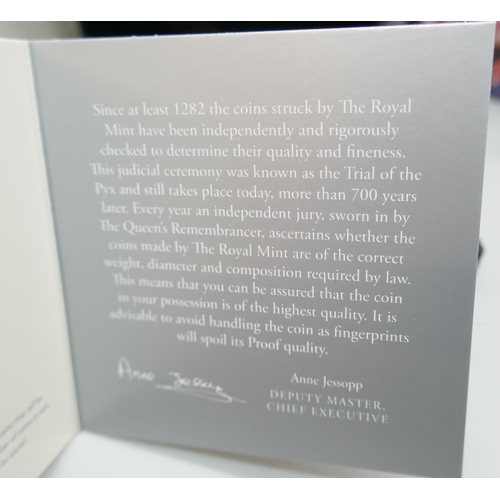 Since at least 1282 the coins struck by The Royal
Mint have been independently and rigorously
checked to determine their quality and fineness.
This judicial ceremony was known as the Trial of the
Pyx and still takes place today, more than 700 years
later. Every year an independent jury, sworn in by
The Queen's Remembrancer, ascertains whether the
coins made by The Royal Mint are of the correct
weight, diameter and composition required by law.
This means that you can be assured that the coin
in your possession is of the highest quality. It is
advisable to avoid handling the coin as fingerprints
will spoil its Proof quality.
Anne Jessopp
Anne Jessopp
DEPUTY MASTER,
CHIEF EXECUTIVE